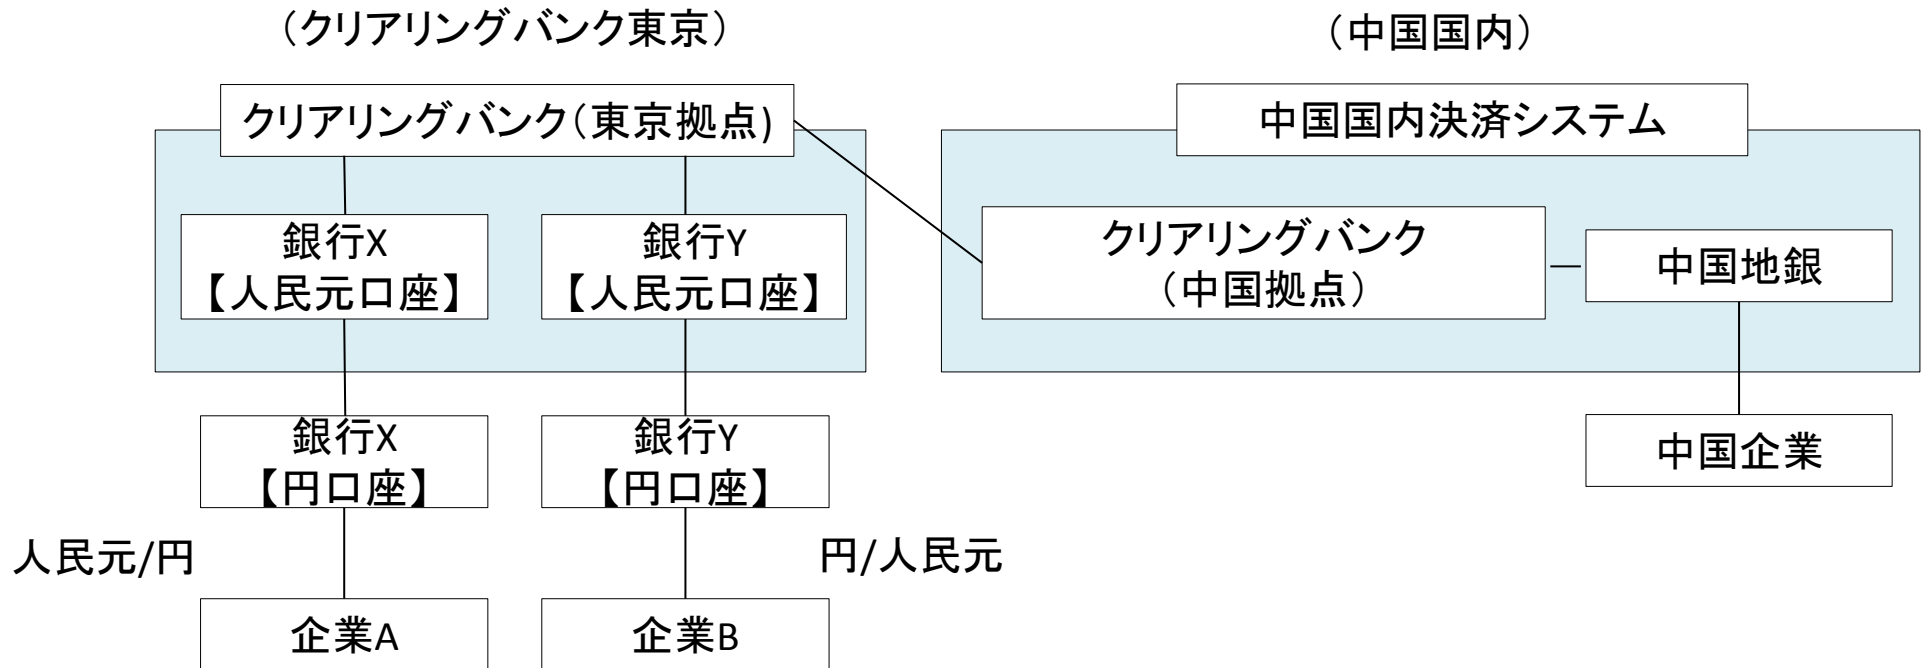 （クリアリングバンク東京）
（中国国内）
クリアリングバンク（東京拠点)
中国国内決済システム
銀行X
【人民元口座】
銀行Y
【人民元口座】
クリアリングバンク
（中国拠点）
中国地銀
銀行X
【円口座】
銀行Y
【円口座】
中国企業
人民元/円
円/人民元
企業A
企業B